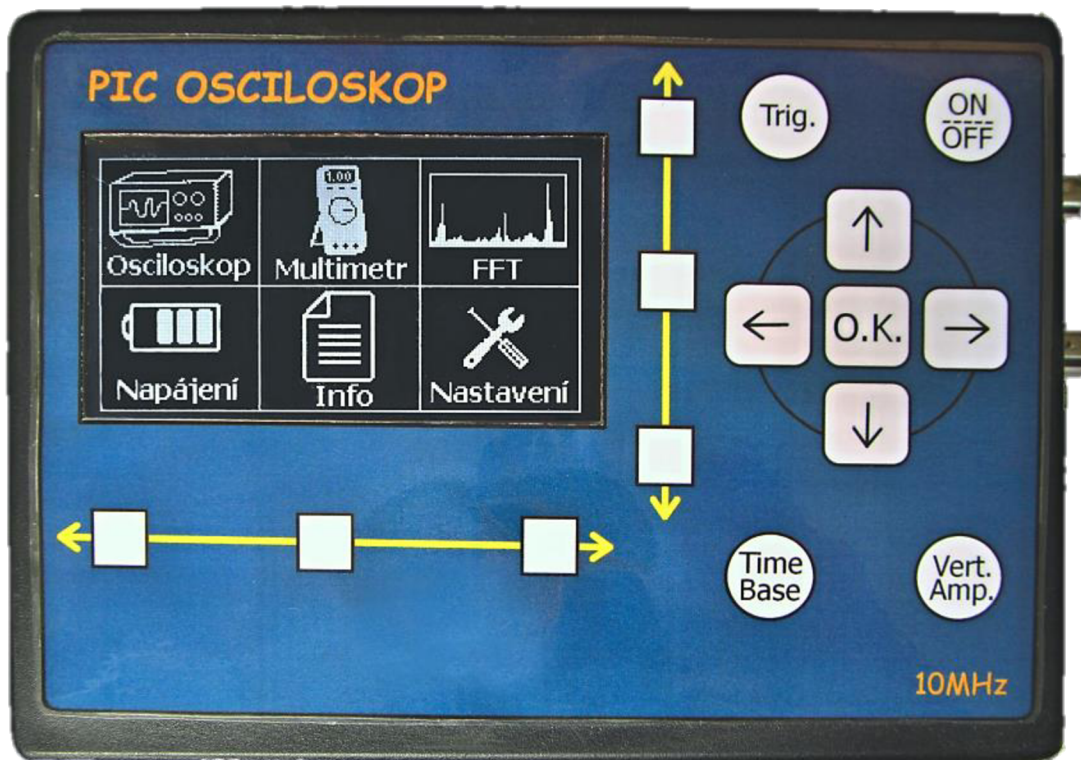 PIC OSCILOSKOP
1.00
Osciloskop
Multimetr
FFT
Napájení
Info
Nastavení
Trig.
ON
OFF
↑
←
O.K.
→
↓
Time
Base
Vert.
Amp.
10MHz